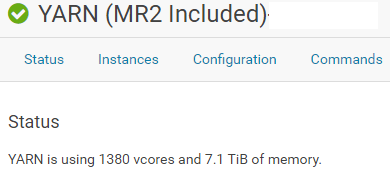 YARN (MR2 Included)
Status Instances Configuration Commands
Status
YARN is using 1380 vcores and 7.1 TiB of memory.